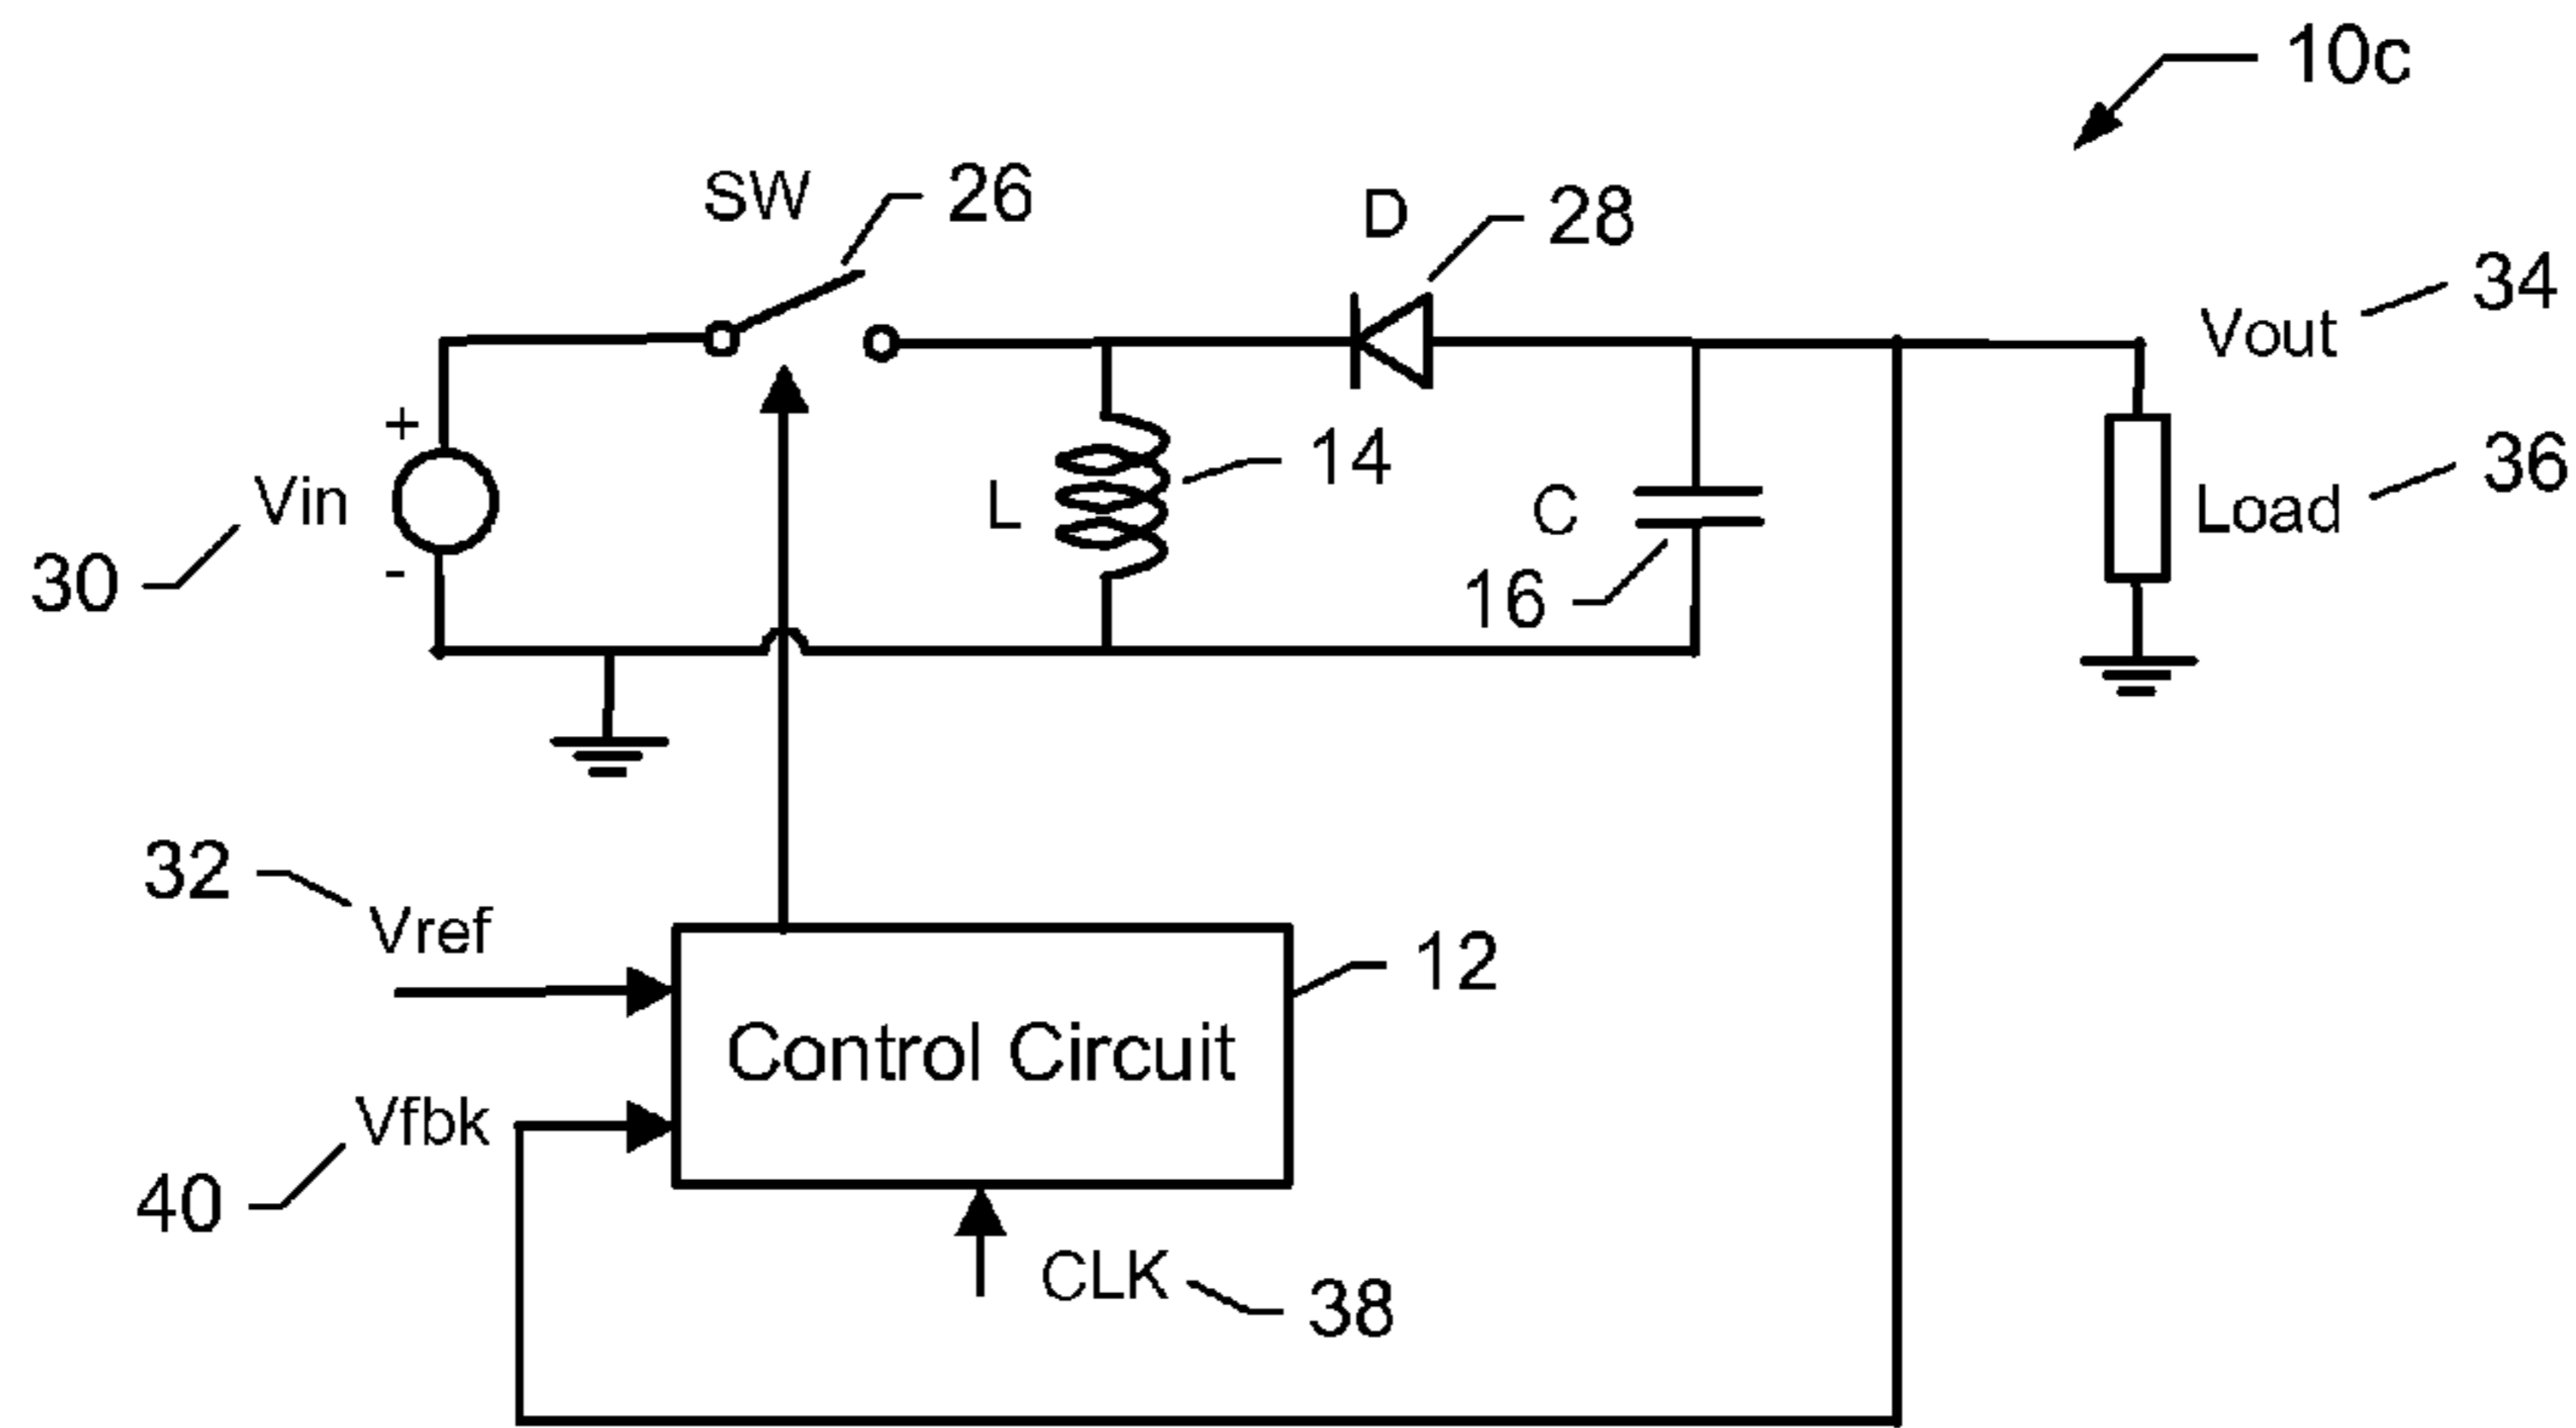 10c
SW
26
D
28
34
Vout
+
Vin
-
30
L
14
C
16
Load
36
32
Vref
12
Control Circuit
Vfbk
40
CLK
38